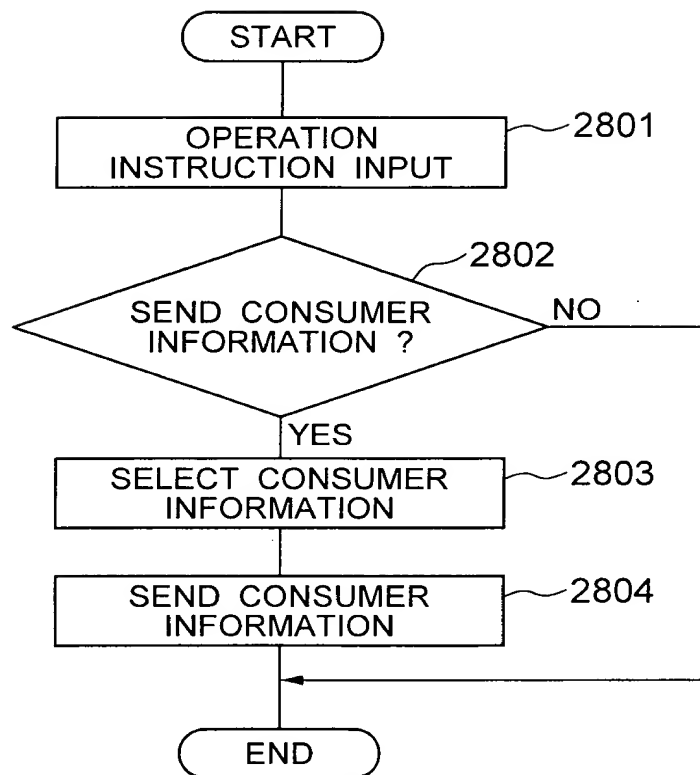 START
OPERATION
INSTRUCTION INPUT
2801
2802
SEND CONSUMER
INFORMATION ?
NO
YES
SELECT CONSUMER
INFORMATION
2803
SEND CONSUMER
INFORMATION
2804
END